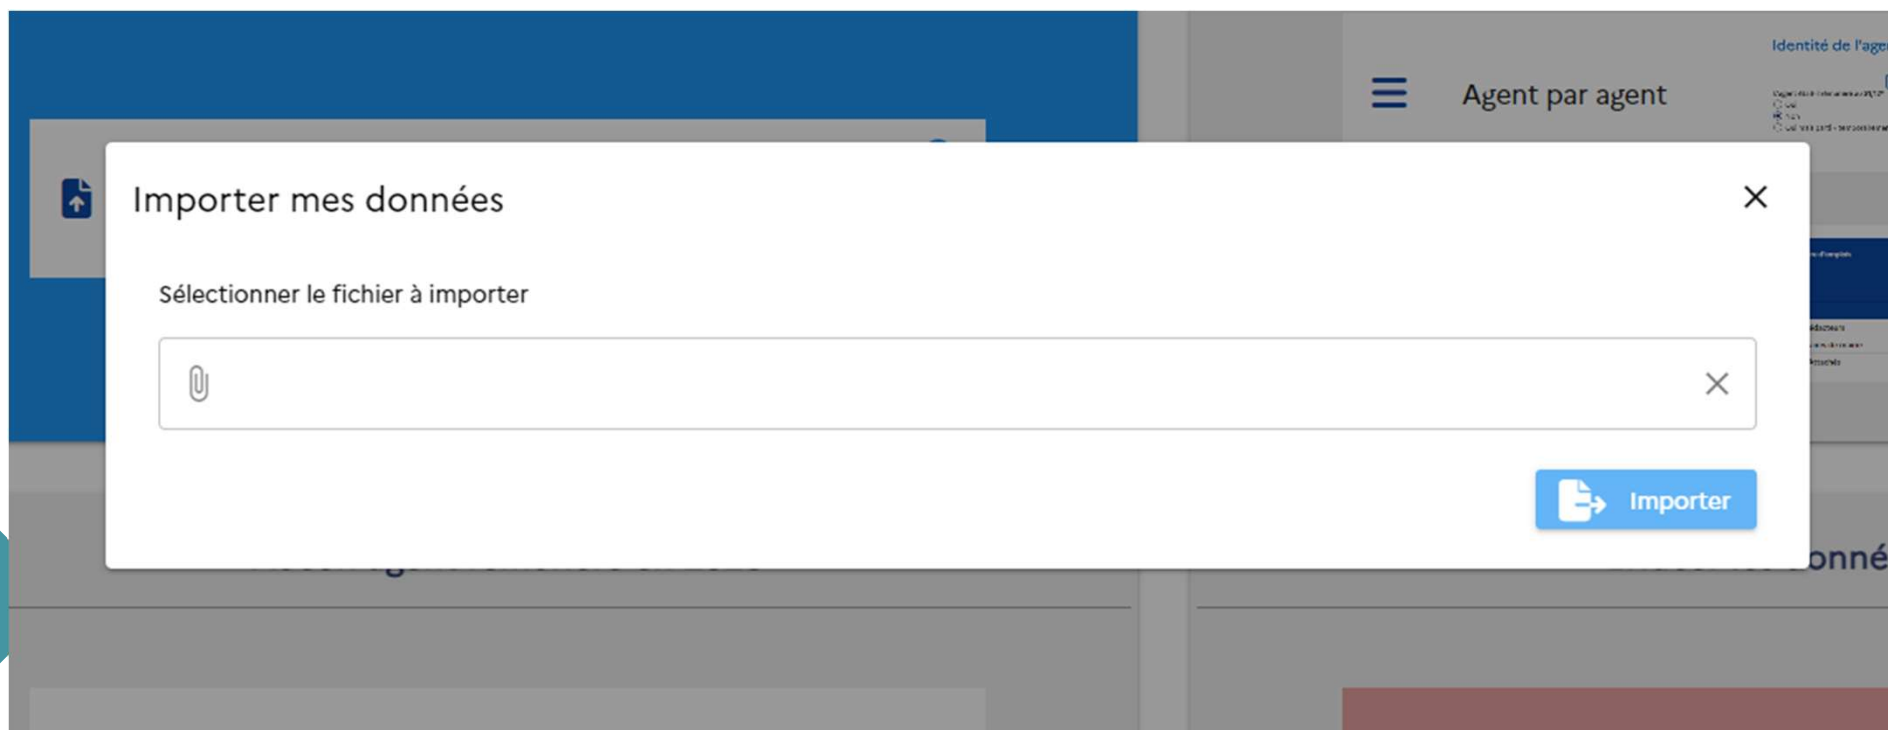 Identité de l'age
Agent par agent
Importer mes données
Sélectionner le fichier à importer
Importer
onné